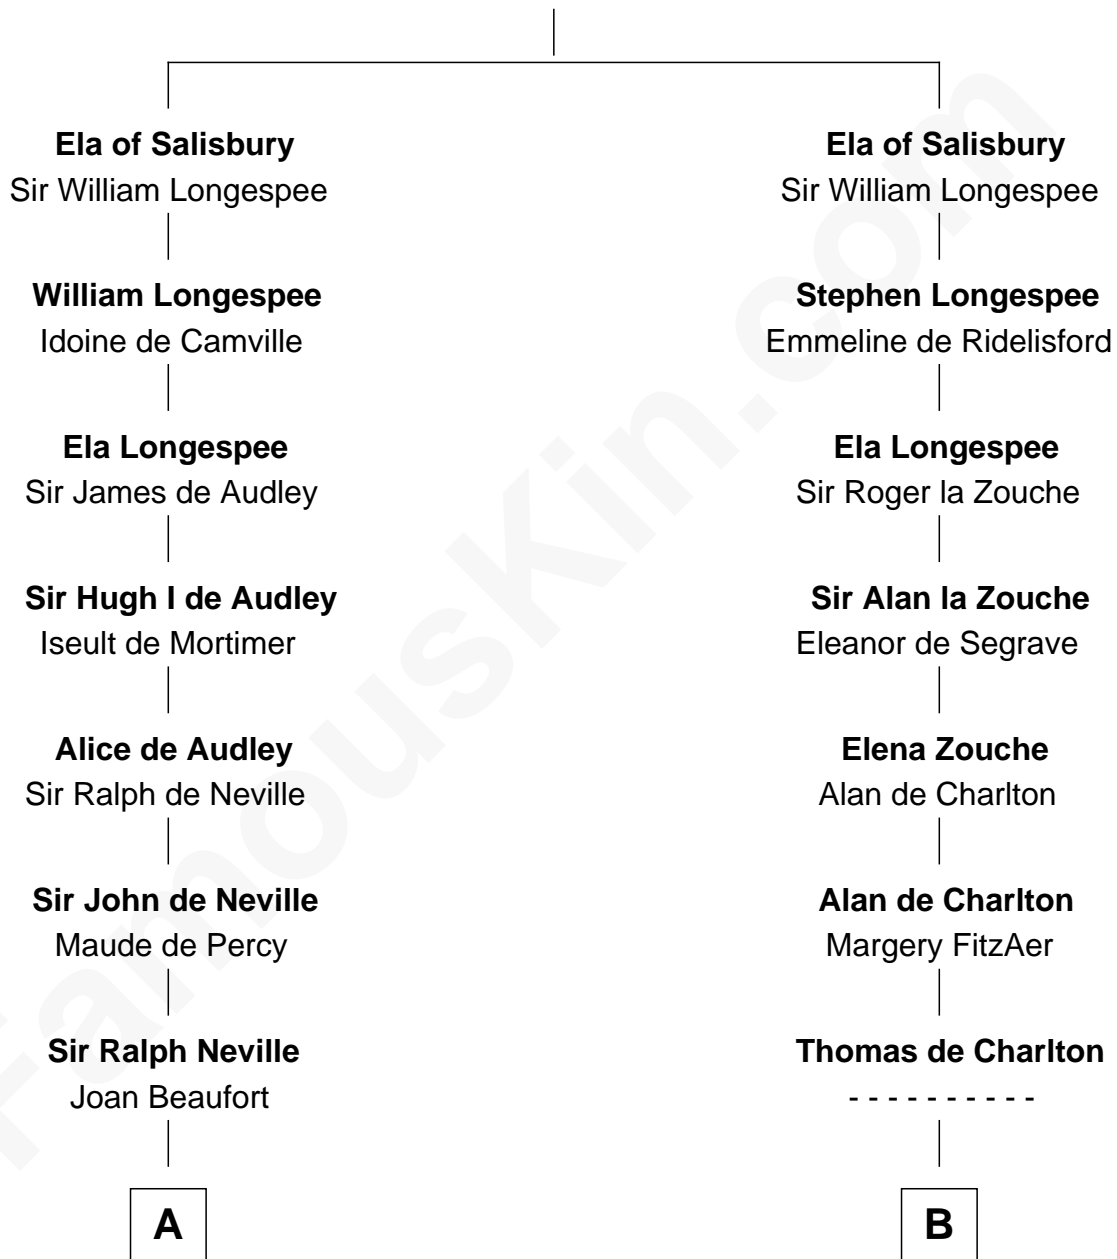 Ela of Salisbury
Sir William Longespee
William Longespee
Idoine de Camville
Ela Longespee
Sir James de Audley
Sir Hugh I de Audley
Iseult de Mortimer
Alice de Audley
Sir Ralph de Neville
Sir John de Neville
Maude de Percy
Sir Ralph Neville
Joan Beaufort
A
Ela of Salisbury
Sir William Longespee
Stephen Longespee
Emmeline de Ridelisford
Ela Longespee
Sir Roger la Zouche
Sir Alan la Zouche
Eleanor de Segrave
Elena Zouche
Alan de Charlton
Alan de Charlton
Margery FitzAer
Thomas de Charlton
- - - - - - - - - -
B
FamousKin.com